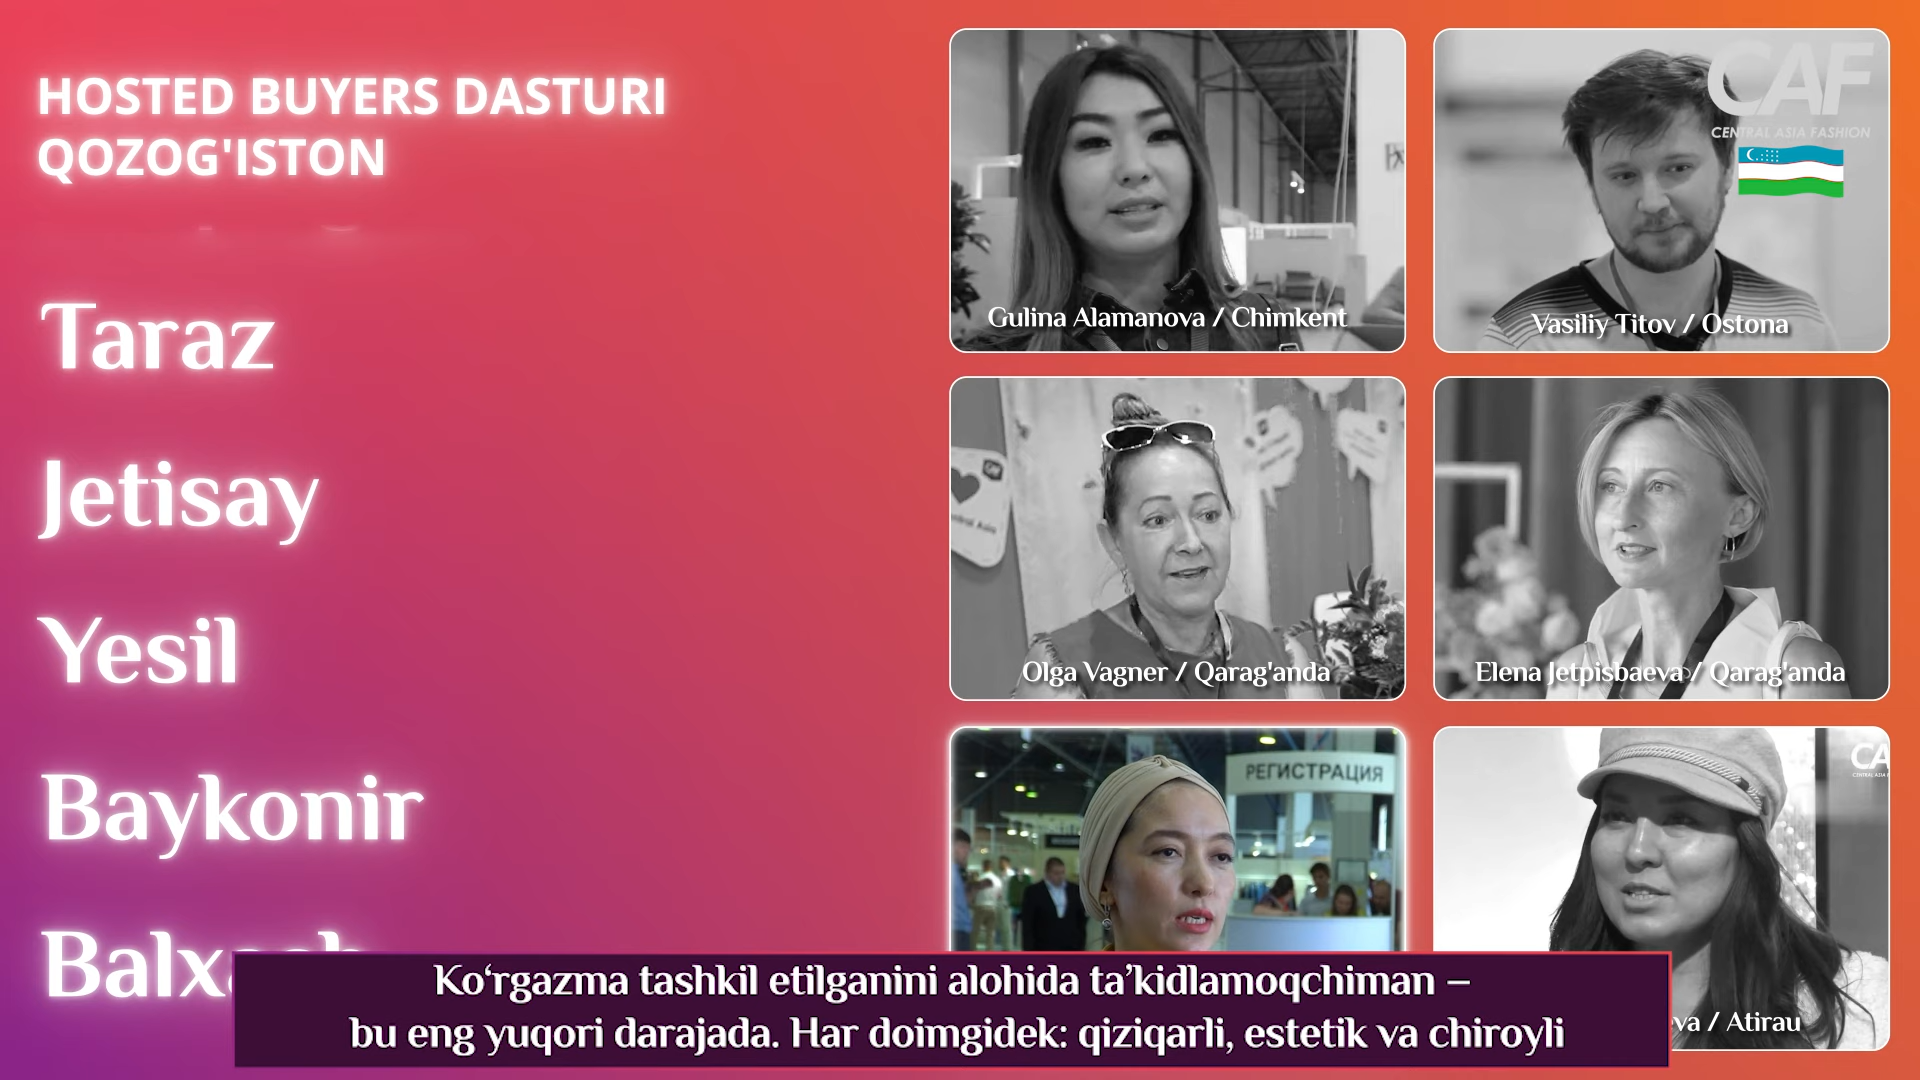 HOSTED BUYERS DASTURI
QOZOG'ISTON
Taraz
Jetisay
Yesil
Baykonir
Gulina Alamanova / Chimkent
CAF
CENTRAL ASIA FASHION
Vasiliy Titov / Ostona
Olga Vagner / Qarag'anda
Elena Jetpisbaeva / Qarag'anda
РЕГИСТРАЦИЯ
/ Atirau
Ko‘rgazma tashkil etilganini alohida ta’kidlamoqchiman –
bu eng yuqori darajada. Har doimgidek: qiziqarli, estetik va chiroyli